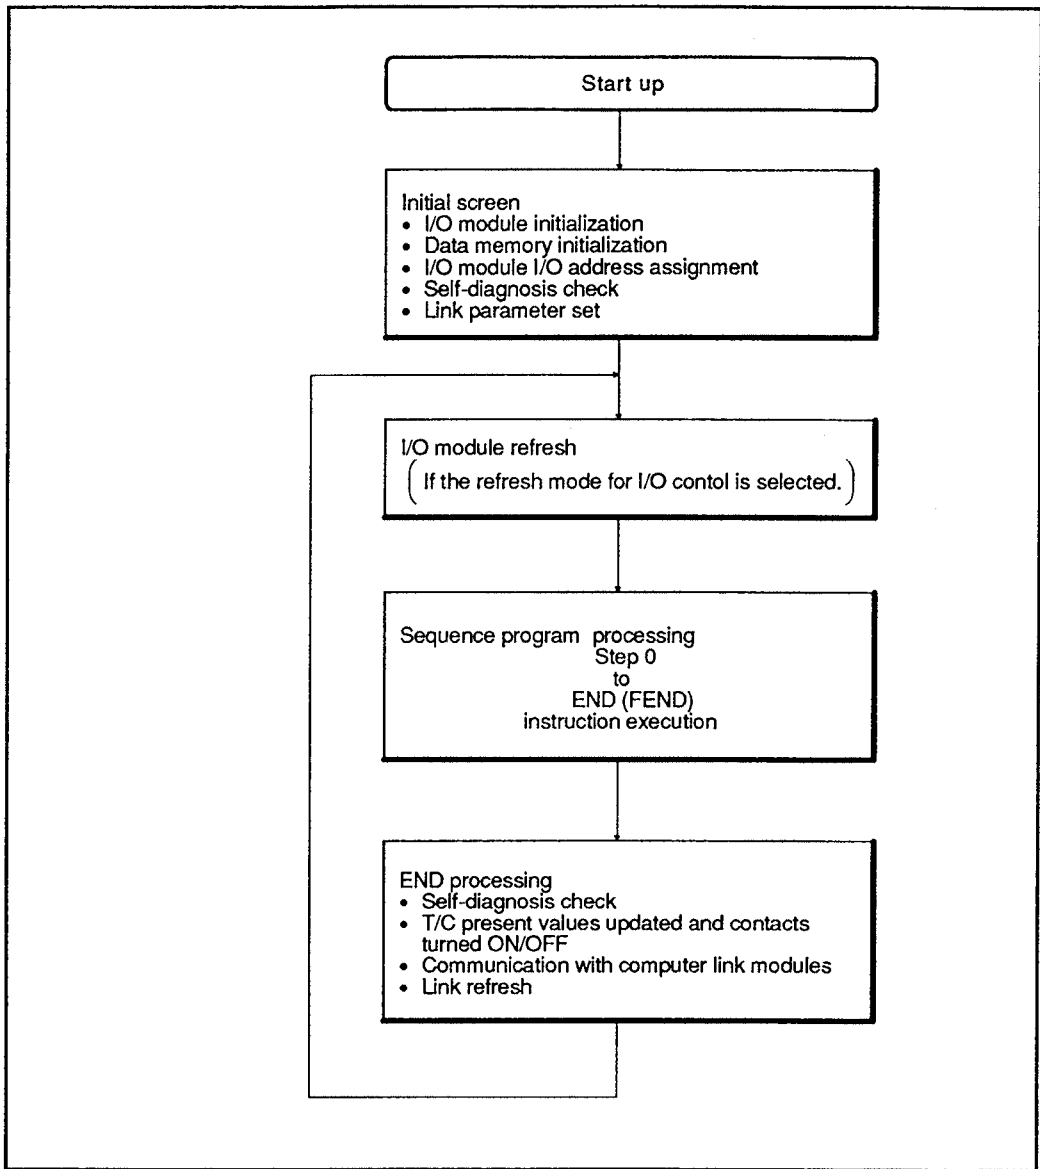 Start up
Initial screen
• I/O module initialization
• Data memory initialization
• I/O module I/O address assignment
• Self-diagnosis check
• Link parameter set
I/O module refresh
( If the refresh mode for I/O contol is selected. )
Sequence program processing
Step 0
to
END (FEND)
instruction execution
END processing
• Self-diagnosis check
• T/C present values updated and contacts
turned ON/OFF
• Communication with computer link modules
• Link refresh